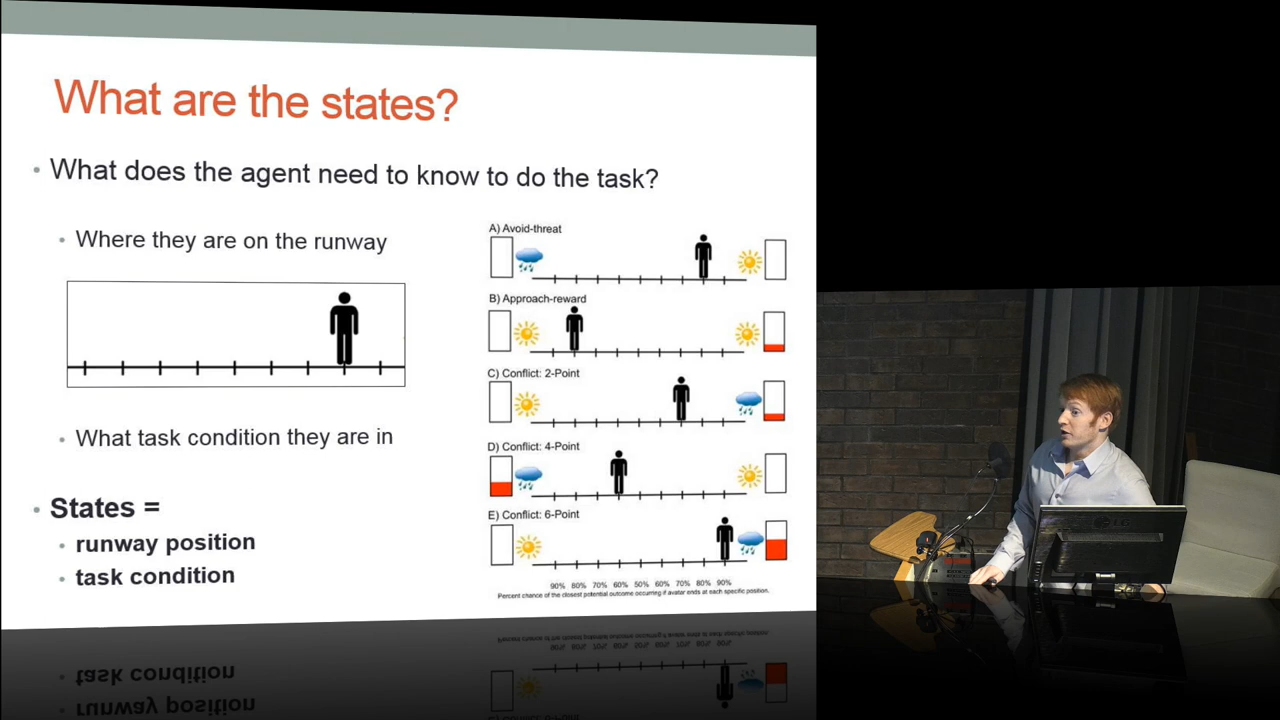 What are the states?
• What does the agent need to know to do the task?
• Where they are on the runway
• What task condition they are in
• States =
• runway position
• task condition
A) Avoid-threat
B) Approach-reward
C) Conflict: 2-Point
D) Conflict: 4-Point
E) Conflict: 6-Point
90% 80% 70% 60% 50% 60% 70% 80% 90%
Percent chance of the closest potential outcome occurring if avatar ends at each specific position.
LG